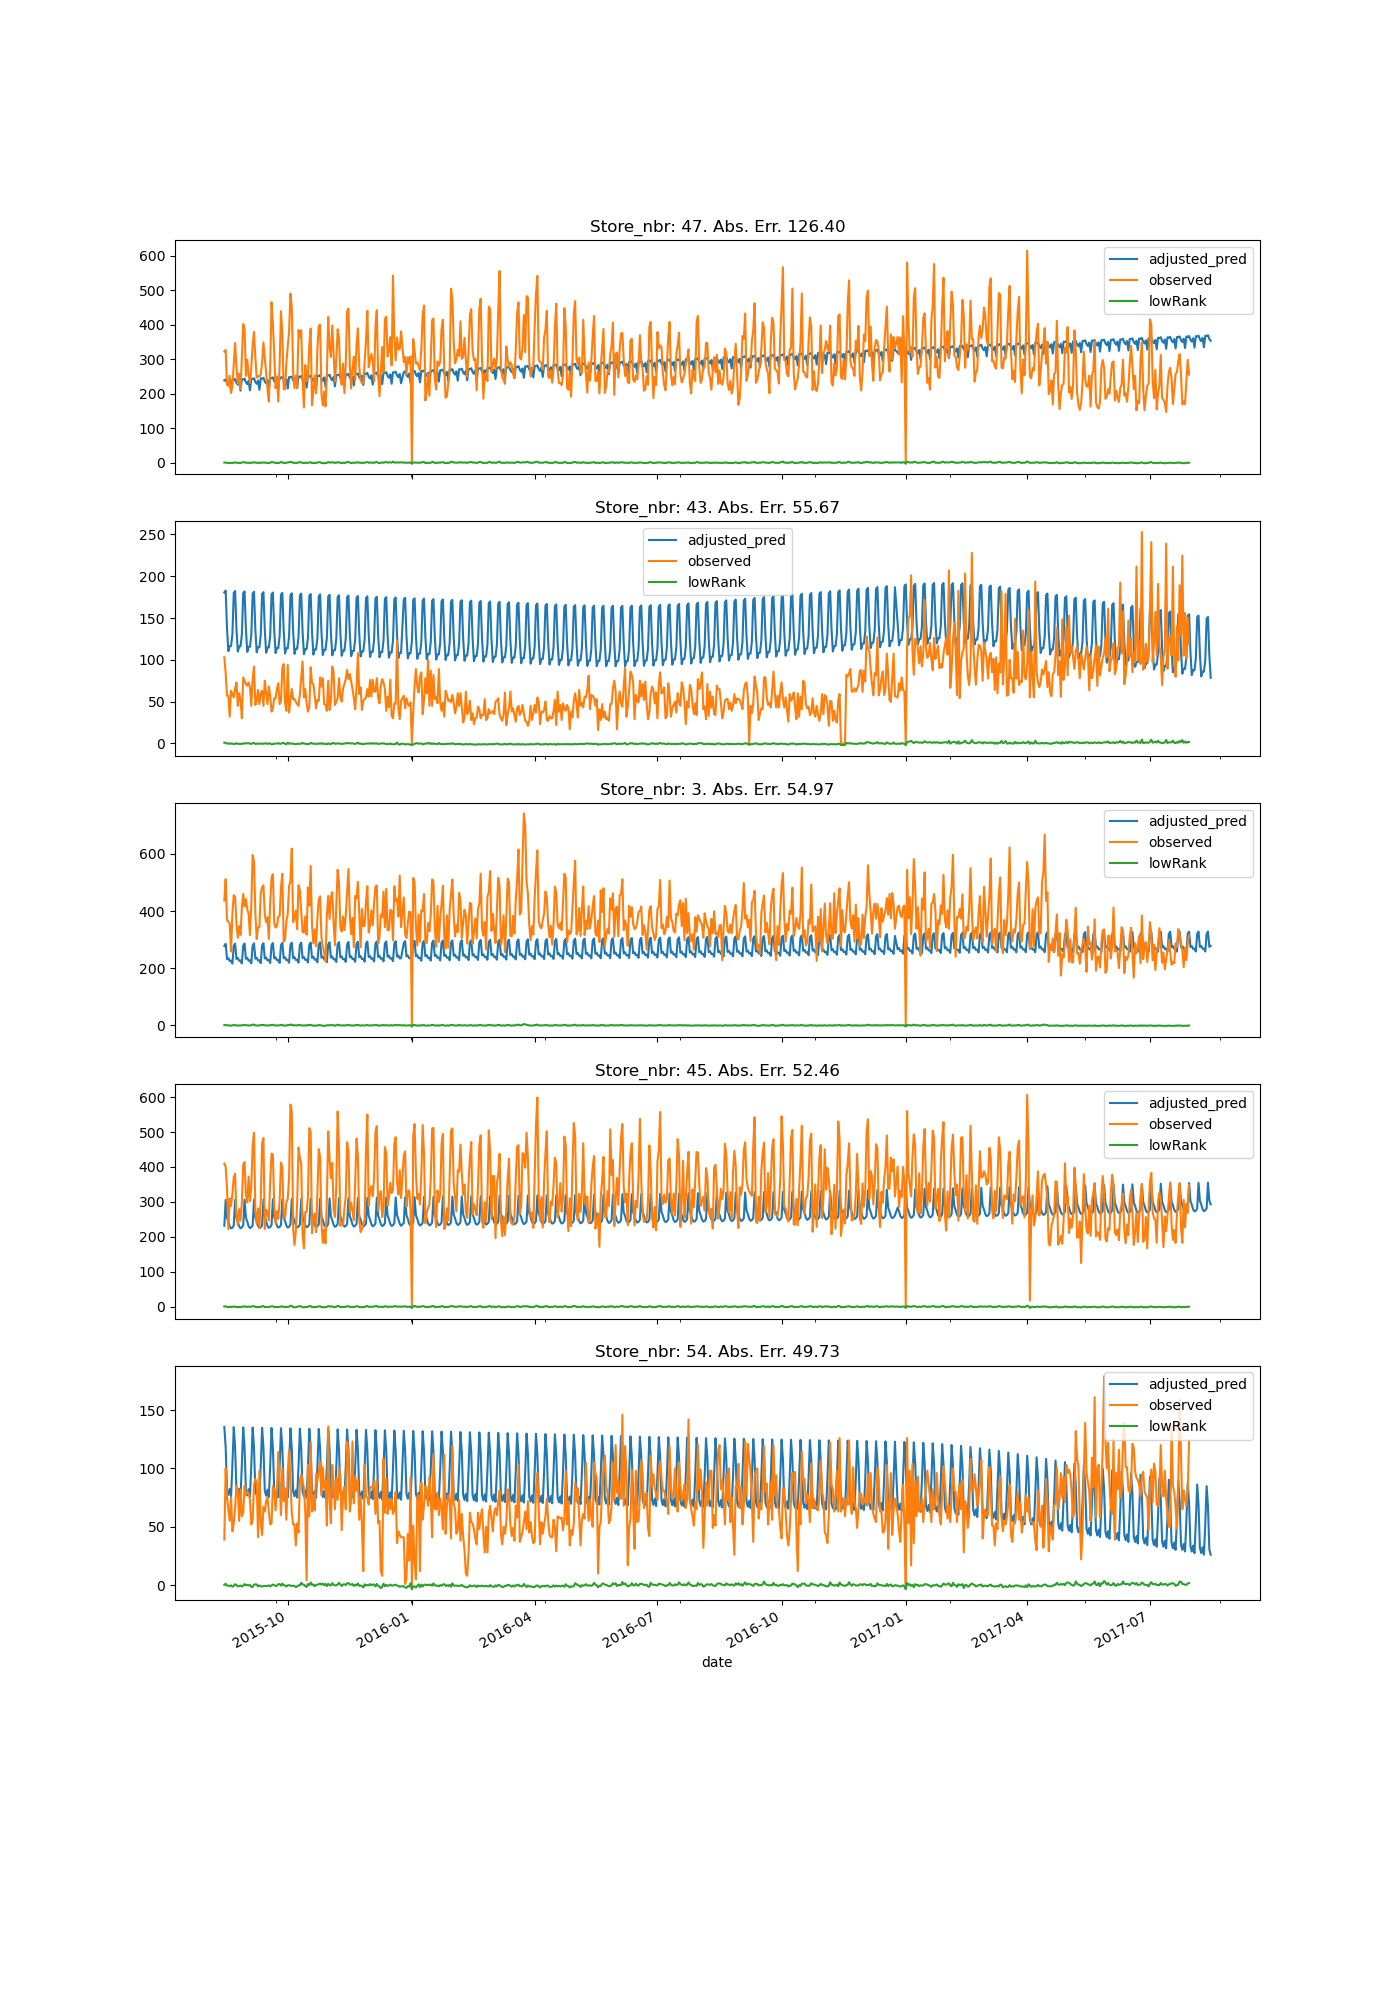 Store_nbr: 47. Abs. Err. 126.40
600
500
400
300
200
100
0
adjusted_pred
observed
lowRank
Store_nbr: 43. Abs. Err. 55.67
250
200
150
100
50
0
adjusted_pred
observed
lowRank
Store_nbr: 3. Abs. Err. 54.97
600
400
200
0
adjusted_pred
observed
lowRank
Store_nbr: 45. Abs. Err. 52.46
600
500
400
300
200
100
0
adjusted_pred
observed
lowRank
Store_nbr: 54. Abs. Err. 49.73
150
100
50
0
adjusted_pred
observed
lowRank
2015-10 2016-01 2016-04 2016-07 2016-10 2017-01 2017-04 2017-07
date